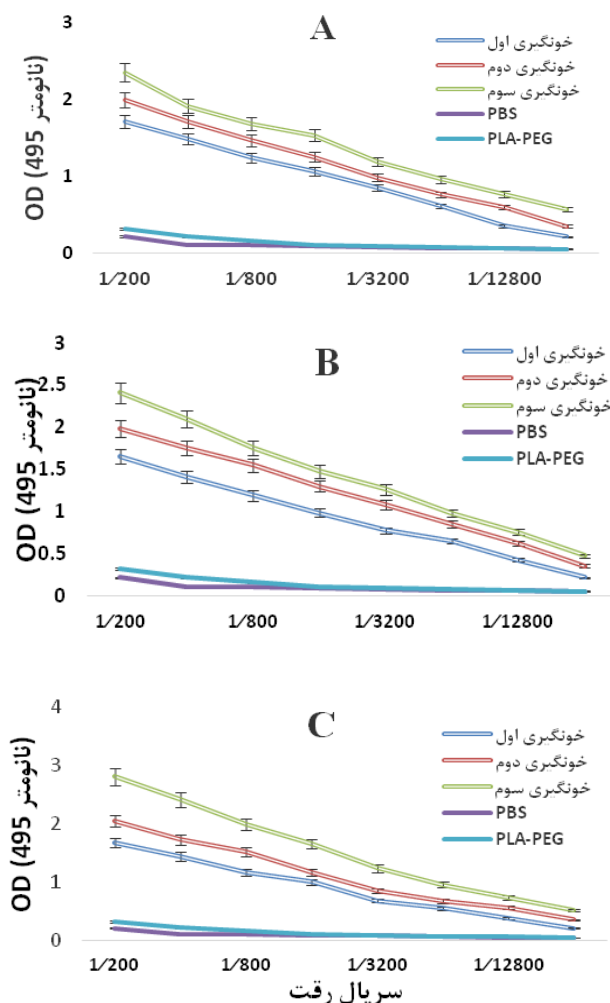 A
3
2
1
0
OD (495 نانومتر)
خونگیری اول
خونگیری دوم
خونگیری سوم
PBS
PLA-PEG
1/200
1/800
1/3200
1/12800
B
3
2.5
2
1.5
1
0.5
0
OD (495 نانومتر)
خونگیری اول
خونگیری دوم
خونگیری سوم
PBS
PLA-PEG
1/200
1/800
1/3200
1/12800
C
4
3
2
1
0
OD (495 نانومتر)
خونگیری اول
خونگیری دوم
خونگیری سوم
PBS
PLA-PEG
1/200
1/800
1/3200
1/12800
سریال رقت